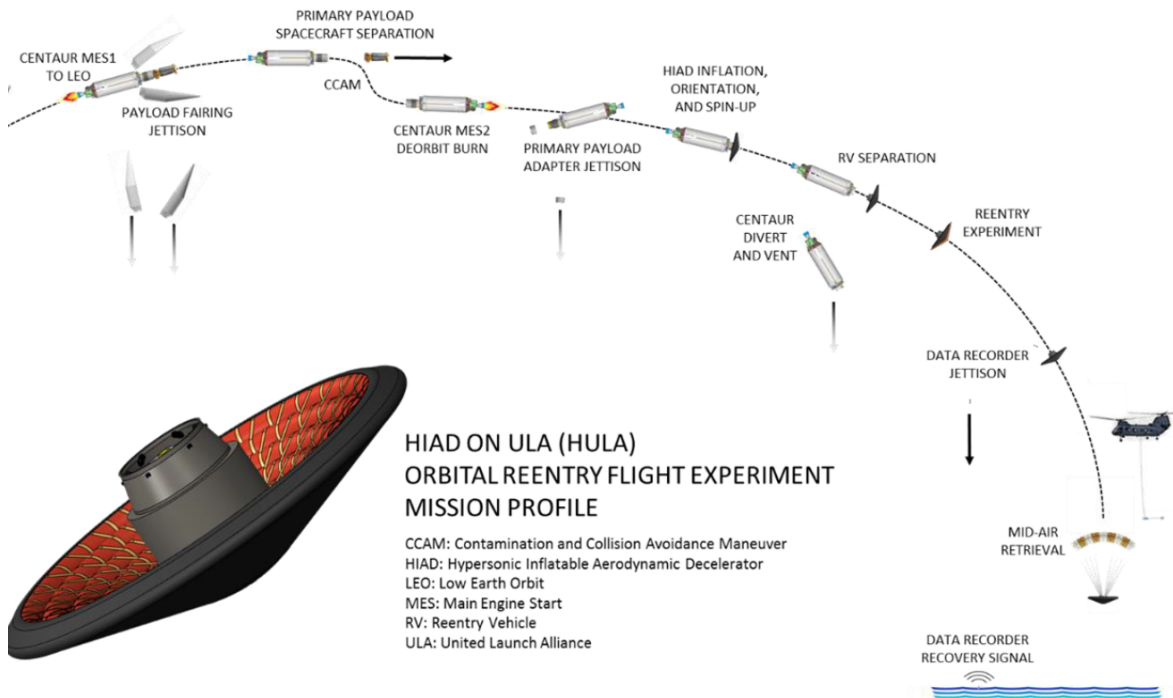 PRIMARY PAYLOAD
SPACECRAFT SEPARATION
CENTAUR MES1
TO LEO
CCAM
PAYLOAD FAIRING
JETTISON
CENTAUR MES2
DEORBIT BURN
PRIMARY PAYLOAD
ADAPTER JETTISON
HIAD INFLATION,
ORIENTATION,
AND SPIN-UP
RV SEPARATION
CENTAUR
DIVERT
AND VENT
REENTRY
EXPERIMENT
DATA RECORDER
JETTISON
MID-AIR
RETRIEVAL
DATA RECORDER
RECOVERY SIGNAL
HIAD ON ULA (HULA)
ORBITAL REENTRY FLIGHT EXPERIMENT
MISSION PROFILE
CCAM: Contamination and Collision Avoidance Maneuver
HIAD: Hypersonic Inflatable Aerodynamic Decelerator
LEO: Low Earth Orbit
MES: Main Engine Start
RV: Reentry Vehicle
ULA: United Launch Alliance